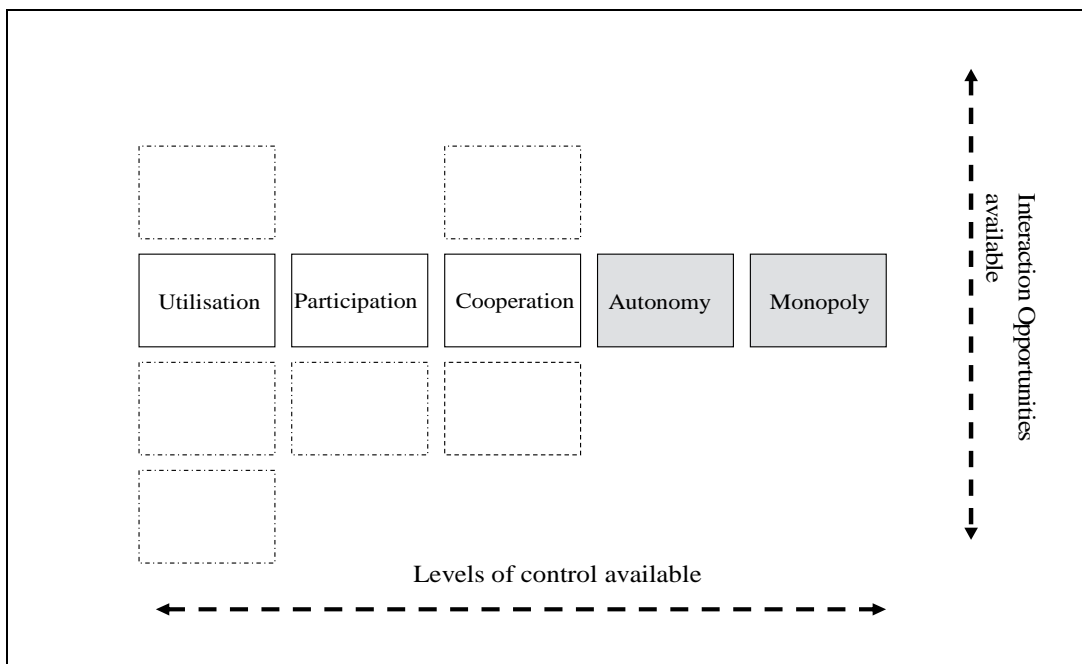 Utilisation
Participation
Cooperation
Autonomy
Monopoly
Interaction Opportunities
available
Levels of control available